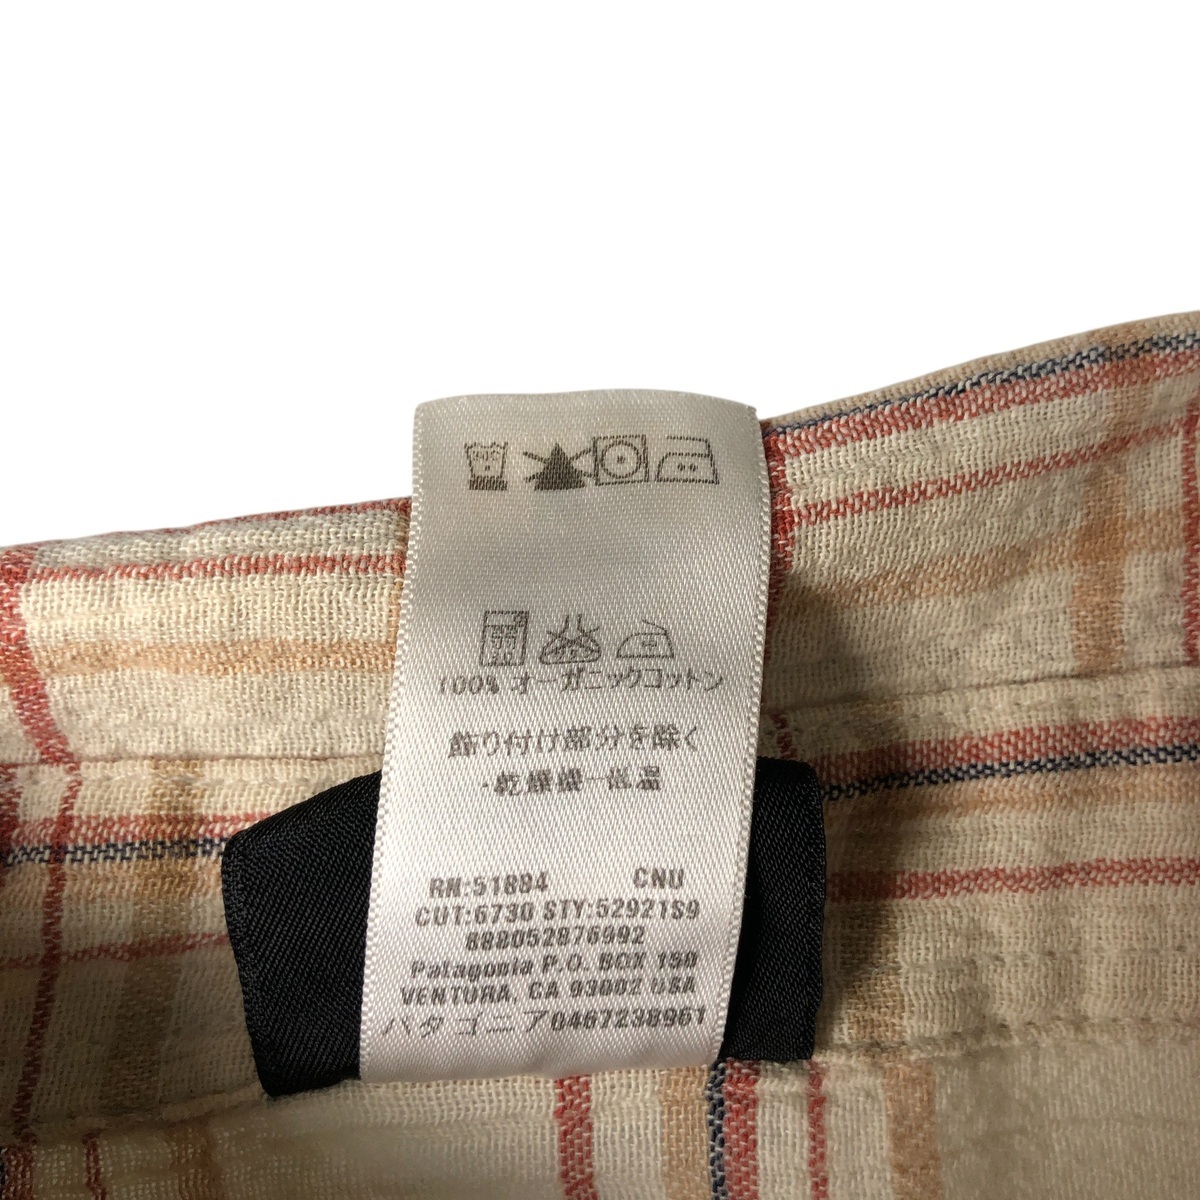 100% オーガニックコットン
飾り付け部分を除く
・乾燥機一低温
RN:51884 CNU
CUT:6730 STY:52921S9
888052876992
Patagonia P.O. BOX 150
VENTURA, CA 93002 USA
パタゴニア0467238961